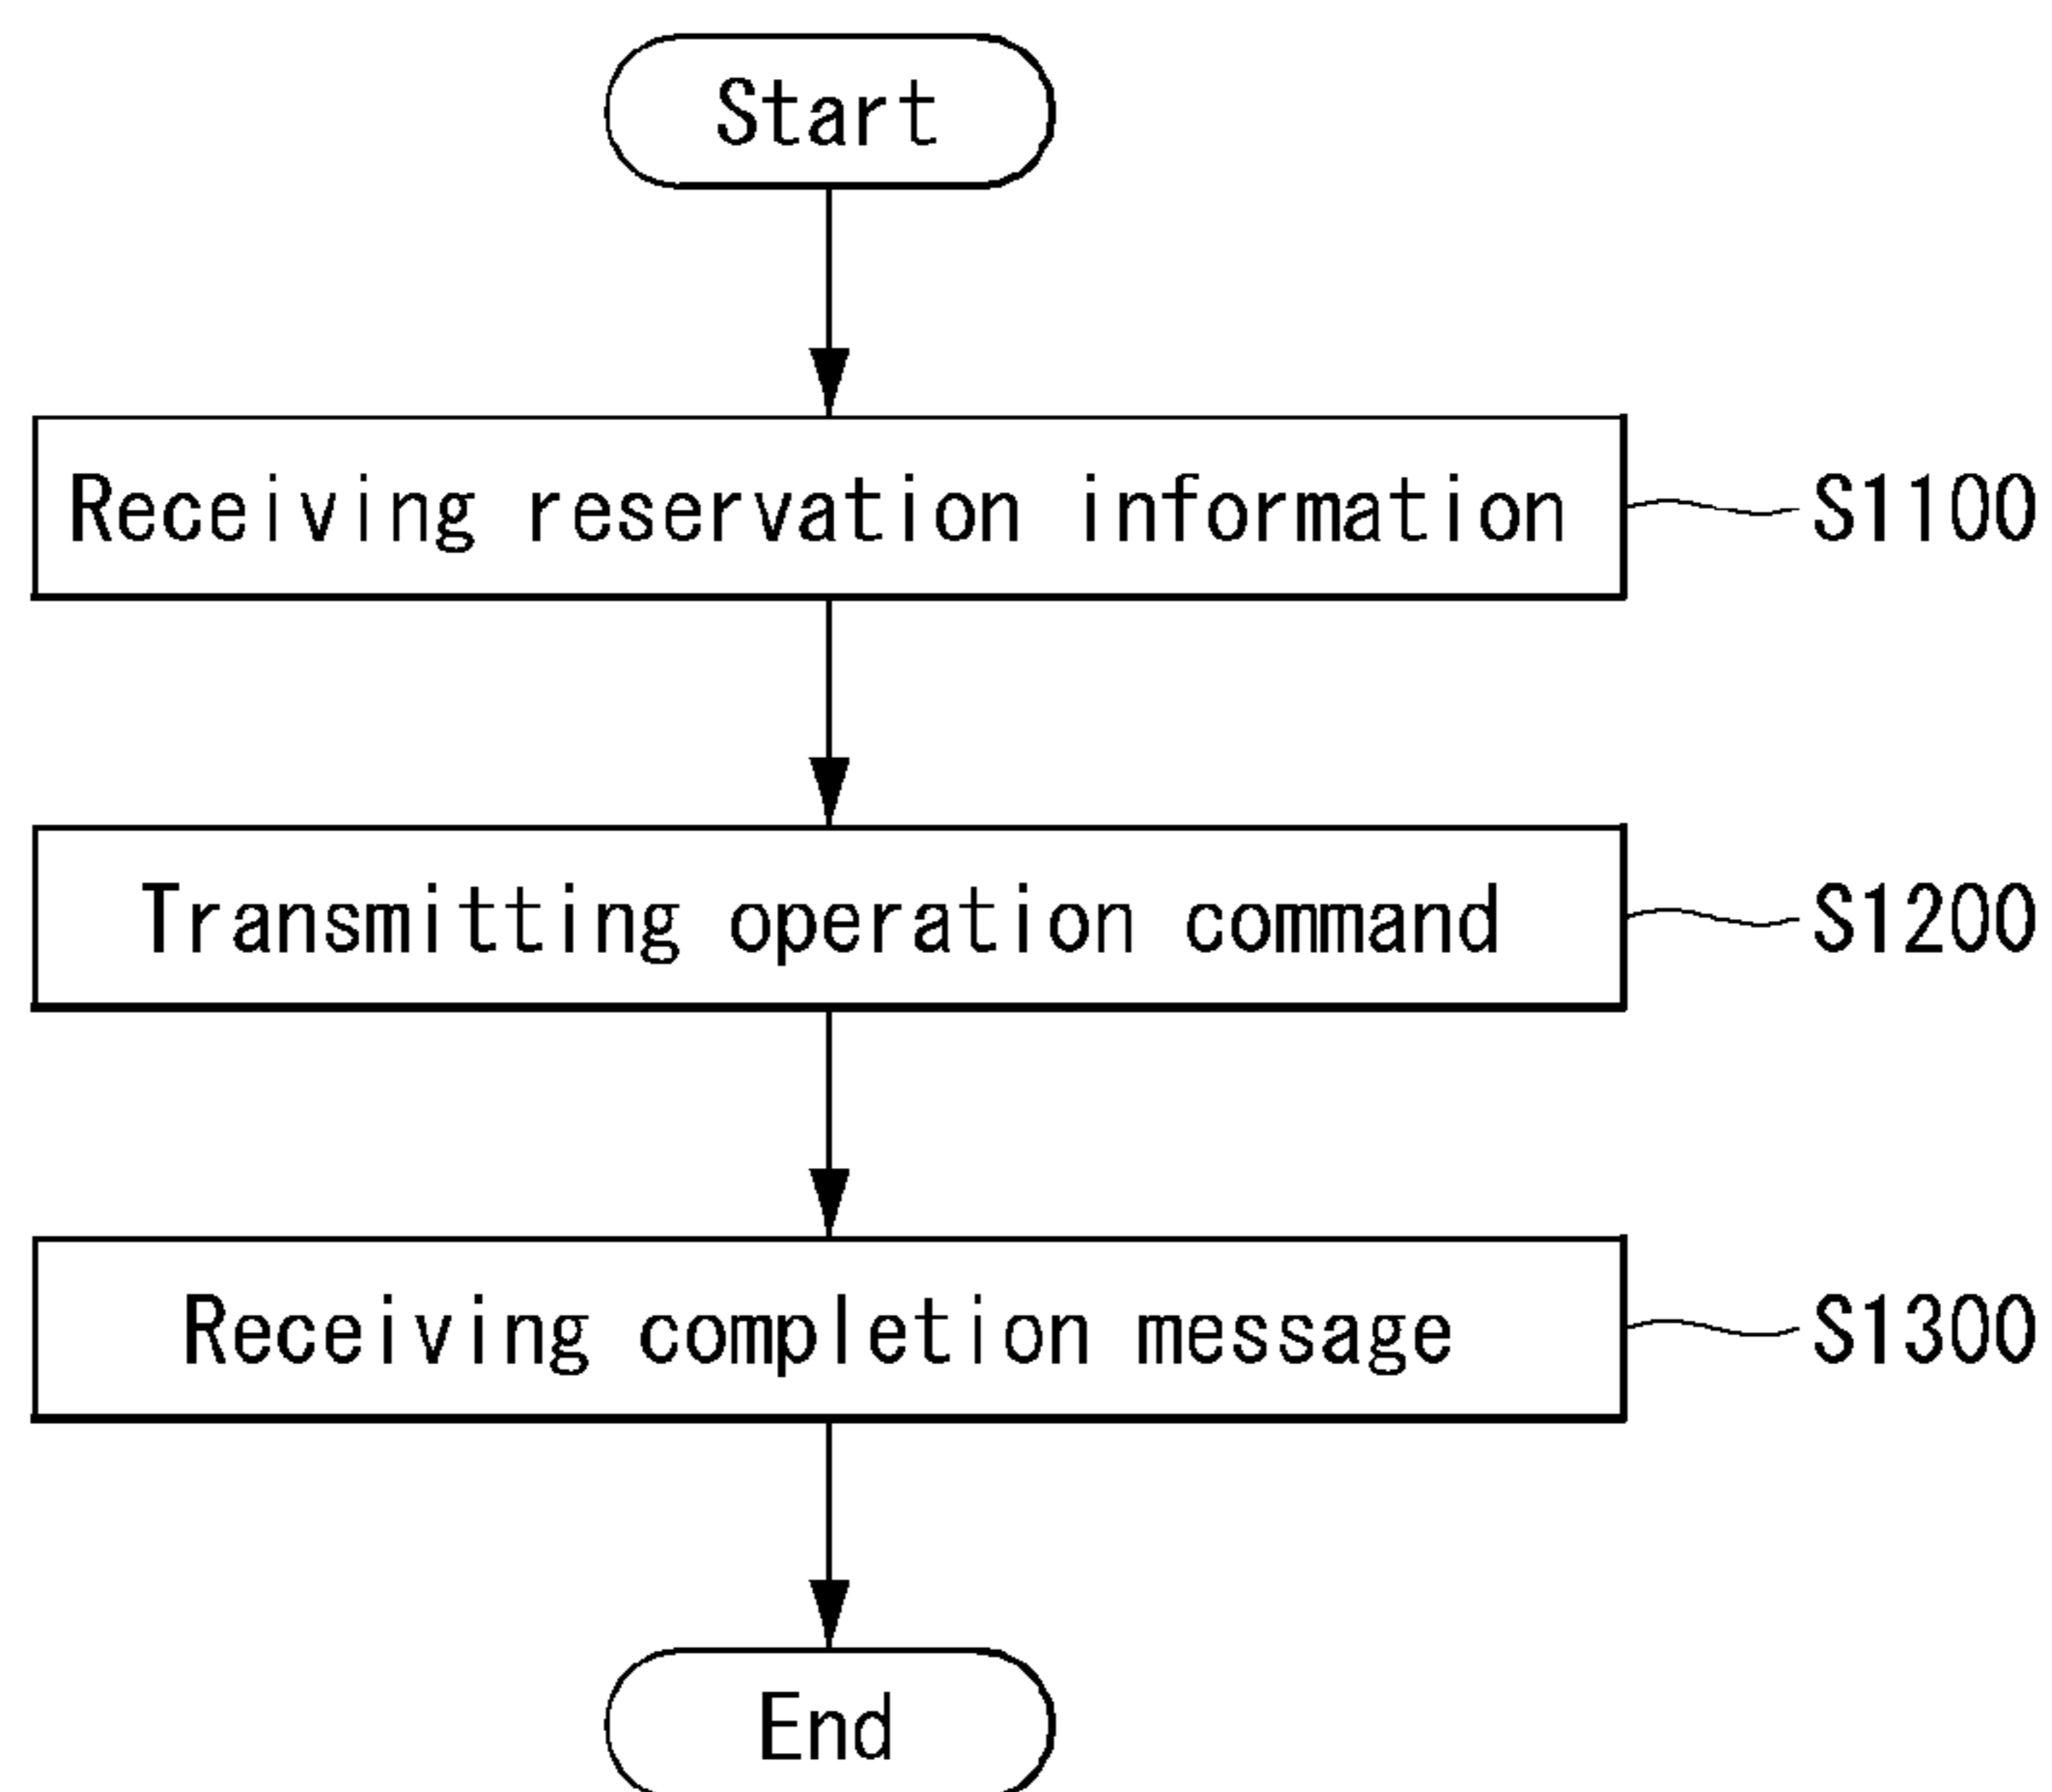 Start
Receiving reservation information S1100
Transmitting operation command S1200
Receiving completion message S1300
End